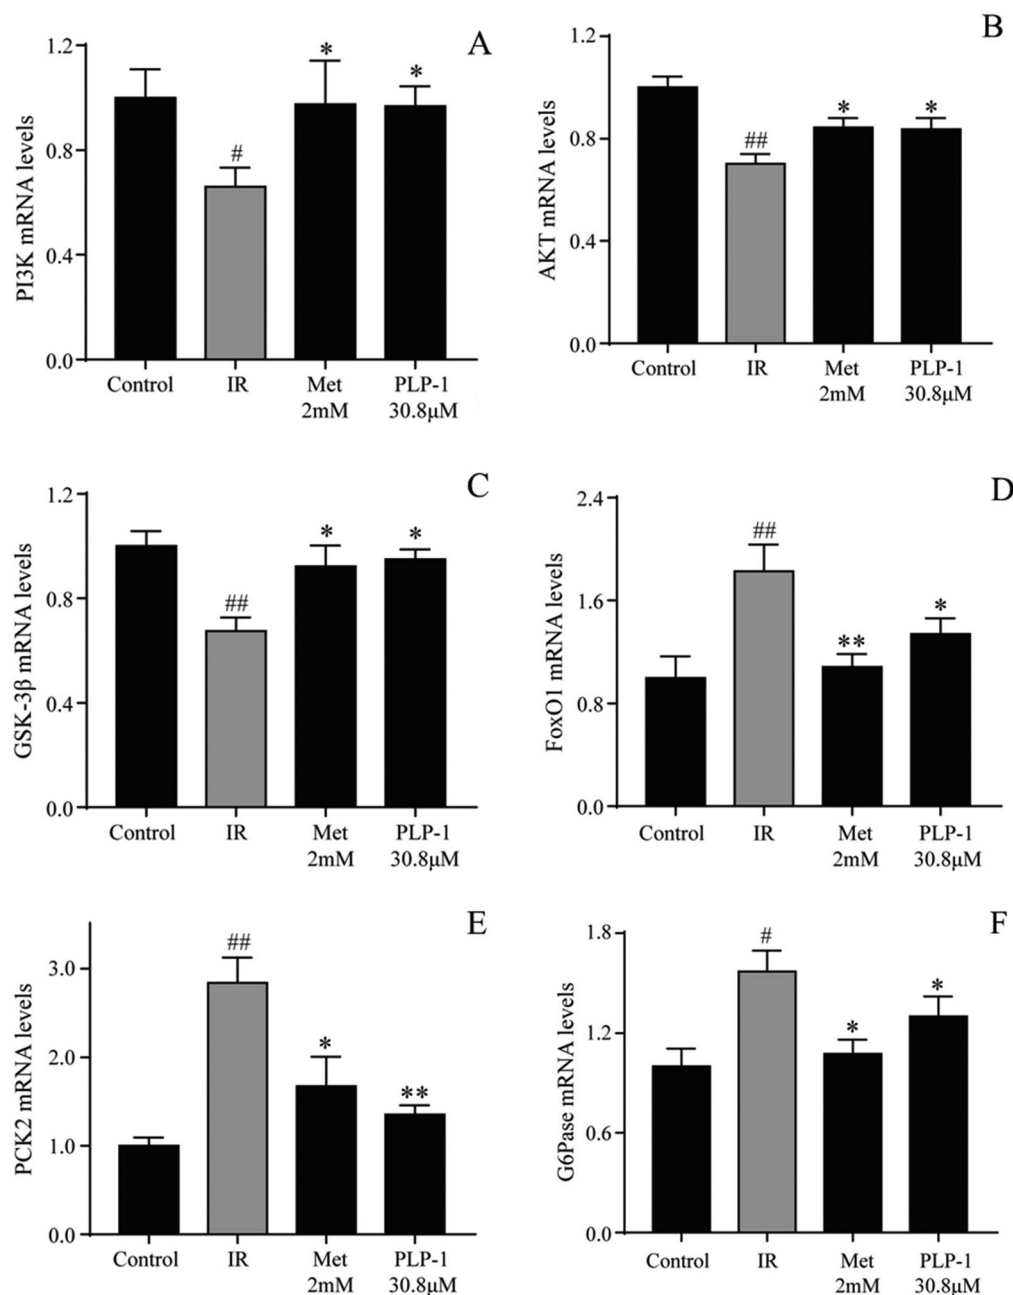 A
PI3K mRNA levels
1.2
0.8
0.4
0.0
*
*
#
Control IR Met PLP-1
2mM 30.8μM
B
AKT mRNA levels
1.2
0.8
0.4
0.0
##
*
*
Control IR Met PLP-1
2mM 30.8μM
C
GSK-3β mRNA levels
1.2
0.8
0.4
0.0
##
*
*
Control IR Met PLP-1
2mM 30.8μM
D
FoxO1 mRNA levels
2.4
1.6
0.8
0.0
##
**
*
Control IR Met PLP-1
2mM 30.8μM
E
PCK2 mRNA levels
3.0
2.0
1.0
0.0
##
*
**
Control IR Met PLP-1
2mM 30.8μM
F
G6Pase mRNA levels
1.8
1.2
0.6
0.0
#
*
*
Control IR Met PLP-1
2mM 30.8μM